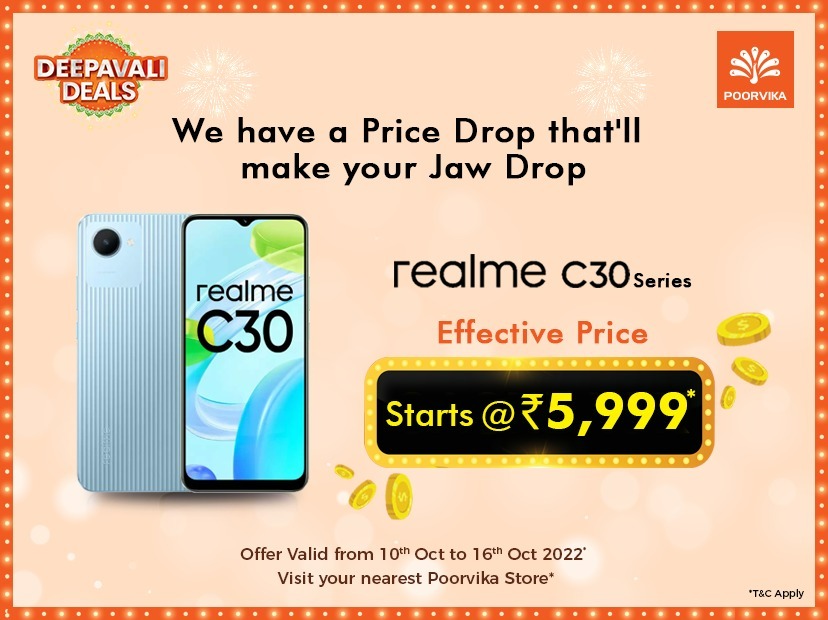 DEEPAVALI
DEALS
POORVIKA
We have a Price Drop that'll
make your Jaw Drop
realme
C30
realme C30 Series
Effective Price
Starts @ ₹5,999*
Offer Valid from 10th Oct to 16th Oct 2022*
Visit your nearest Poorvika Store*
*T&C Apply